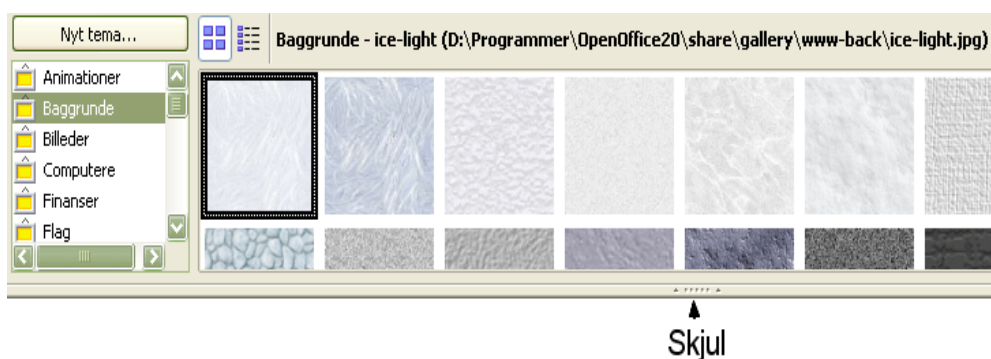 Nyt tema...
Baggrunde - ice-light (D:\Programmer\OpenOffice20\share\gallery\www-back\ice-light.jpg)
Animationer
Baggrunde
Billeder
Computere
Finanser
Flag
Skjul